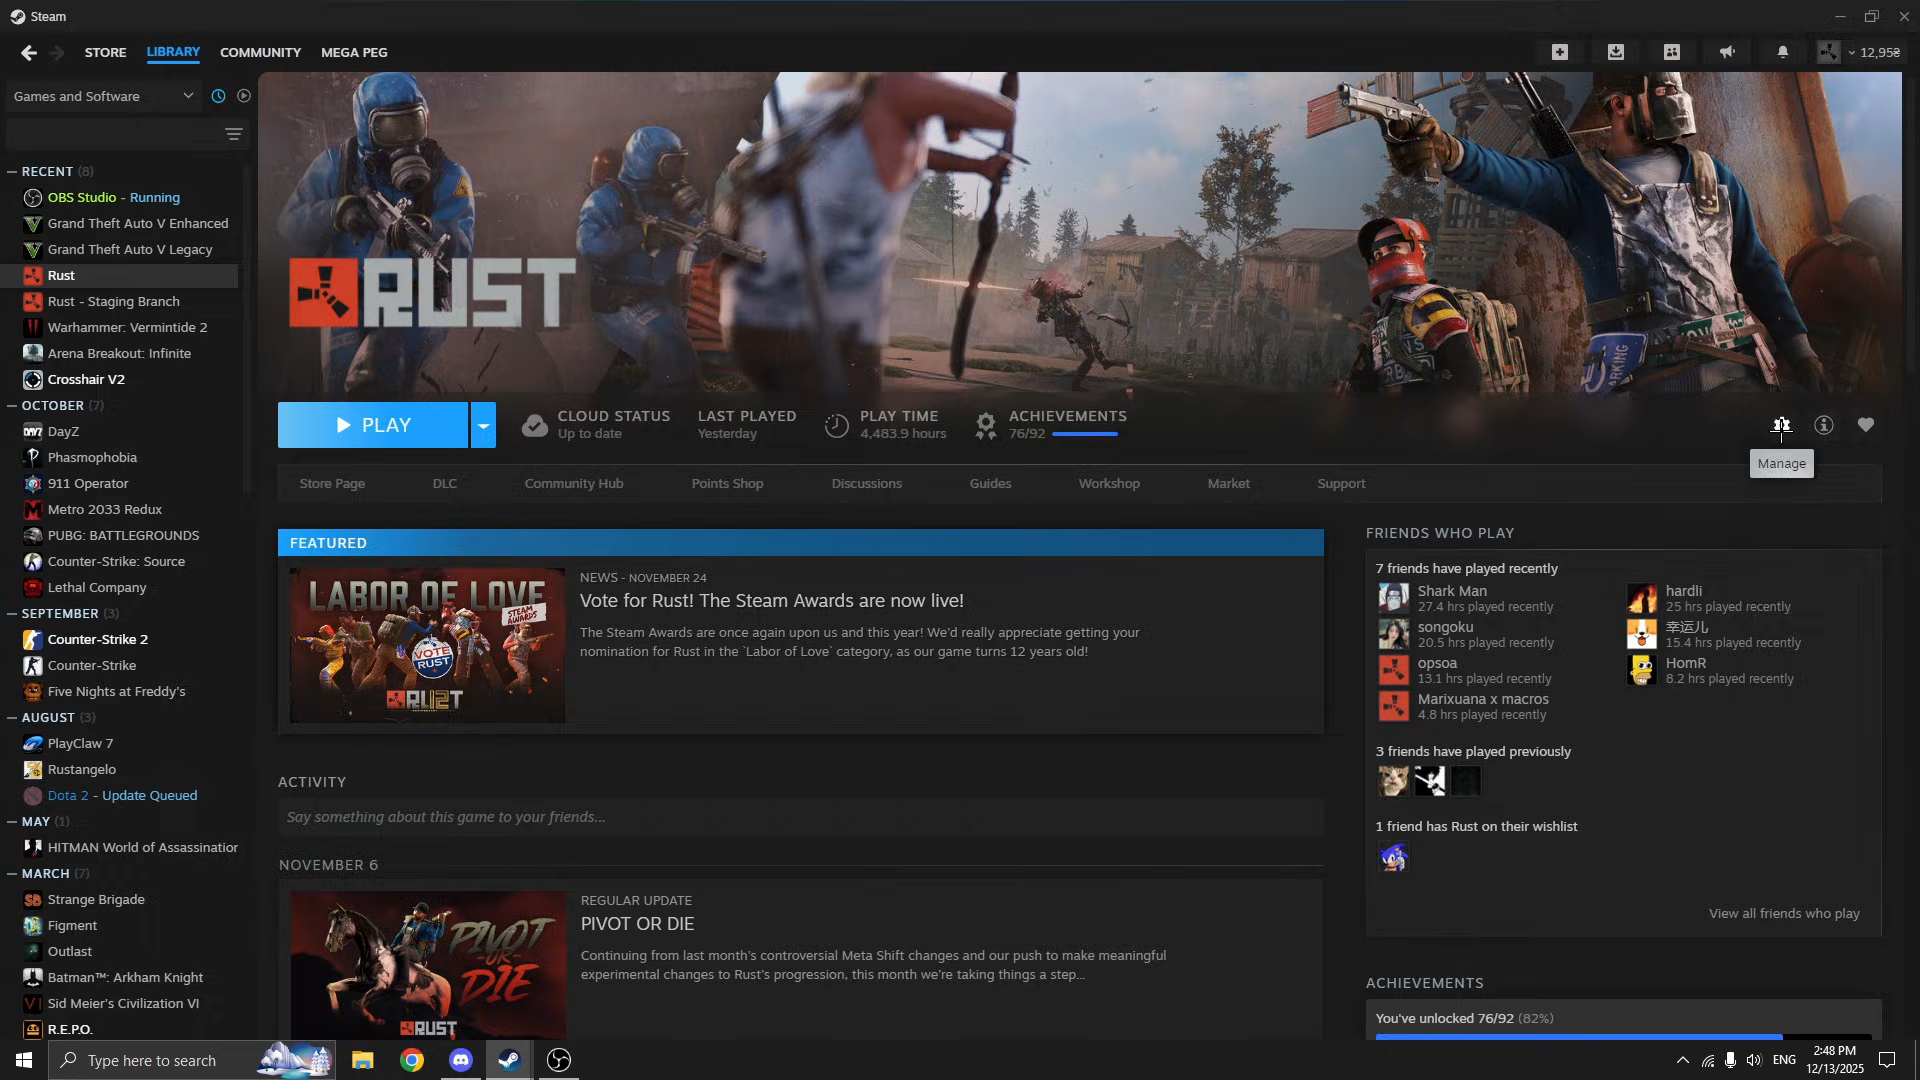 Steam
STORE
LIBRARY
COMMUNITY
MEGA PEG
12,95₴
Games and Software
RECENT (8)
OBS Studio - Running
Grand Theft Auto V Enhanced
Grand Theft Auto V Legacy
Rust
Rust - Staging Branch
Warhammer: Vermintide 2
Arena Breakout: Infinite
Crosshair V2
OCTOBER (7)
DayZ
Phasmophobia
911 Operator
Metro 2033 Redux
PUBG: BATTLEGROUNDS
Counter-Strike: Source
Lethal Company
SEPTEMBER (3)
Counter-Strike 2
Counter-Strike
Five Nights at Freddy's
AUGUST (3)
PlayClaw 7
Rustangelo
Dota 2 - Update Queued
MAY (1)
HITMAN World of Assassination
MARCH (7)
Strange Brigade
Figment
Outlast
Batman™: Arkham Knight
Sid Meier's Civilization VI
R.E.P.O.
RUST
PARKING
PLAY
CLOUD STATUS
Up to date
LAST PLAYED
Yesterday
PLAY TIME
4,483.9 hours
ACHIEVEMENTS
76/92
Manage
Store Page
DLC
Community Hub
Points Shop
Discussions
Guides
Workshop
Market
Support
FEATURED
LABOR OF LOVE
STEAM AWARDS
VOTE RUST
RU12T
NEWS - NOVEMBER 24
Vote for Rust! The Steam Awards are now live!
The Steam Awards are once again upon us and this year! We'd really appreciate getting your
nomination for Rust in the `Labor of Love` category, as our game turns 12 years old!
ACTIVITY
Say something about this game to your friends...
NOVEMBER 6
PIVOT
-OR-
DIE
RUST
REGULAR UPDATE
PIVOT OR DIE
Continuing from last month's controversial Meta Shift changes and our push to make meaningful
experimental changes to Rust's progression, this month we're taking things a step...
FRIENDS WHO PLAY
7 friends have played recently
Shark Man
27.4 hrs played recently
hardli
25 hrs played recently
songoku
20.5 hrs played recently
幸运儿
15.4 hrs played recently
opsoa
13.1 hrs played recently
HomR
8.2 hrs played recently
Marixuana x macros
4.8 hrs played recently
3 friends have played previously
1 friend has Rust on their wishlist
View all friends who play
ACHIEVEMENTS
You've unlocked 76/92 (82%)
Type here to search
ENG
2:48 PM
12/13/2025